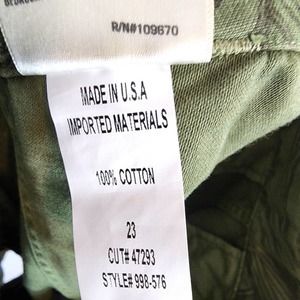 R/N#109670
MADE IN U.S.A
IMPORTED MATERIALS
100% COTTON
23
CUT# 47293
STYLE# 998-576